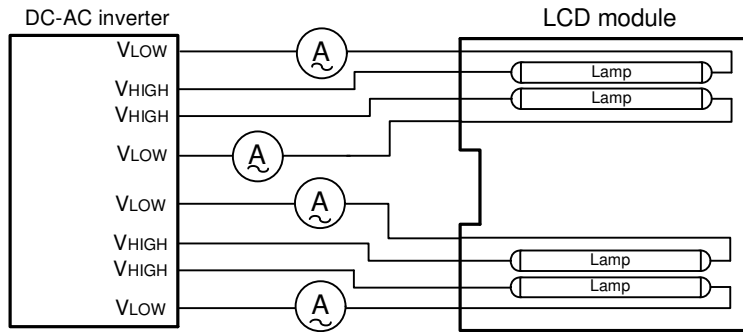 DC-AC inverter
LCD module
VLOW
A
VHIGH
Lamp
VHIGH
Lamp
VLOW
A
VLOW
A
VHIGH
Lamp
VHIGH
Lamp
VLOW
A